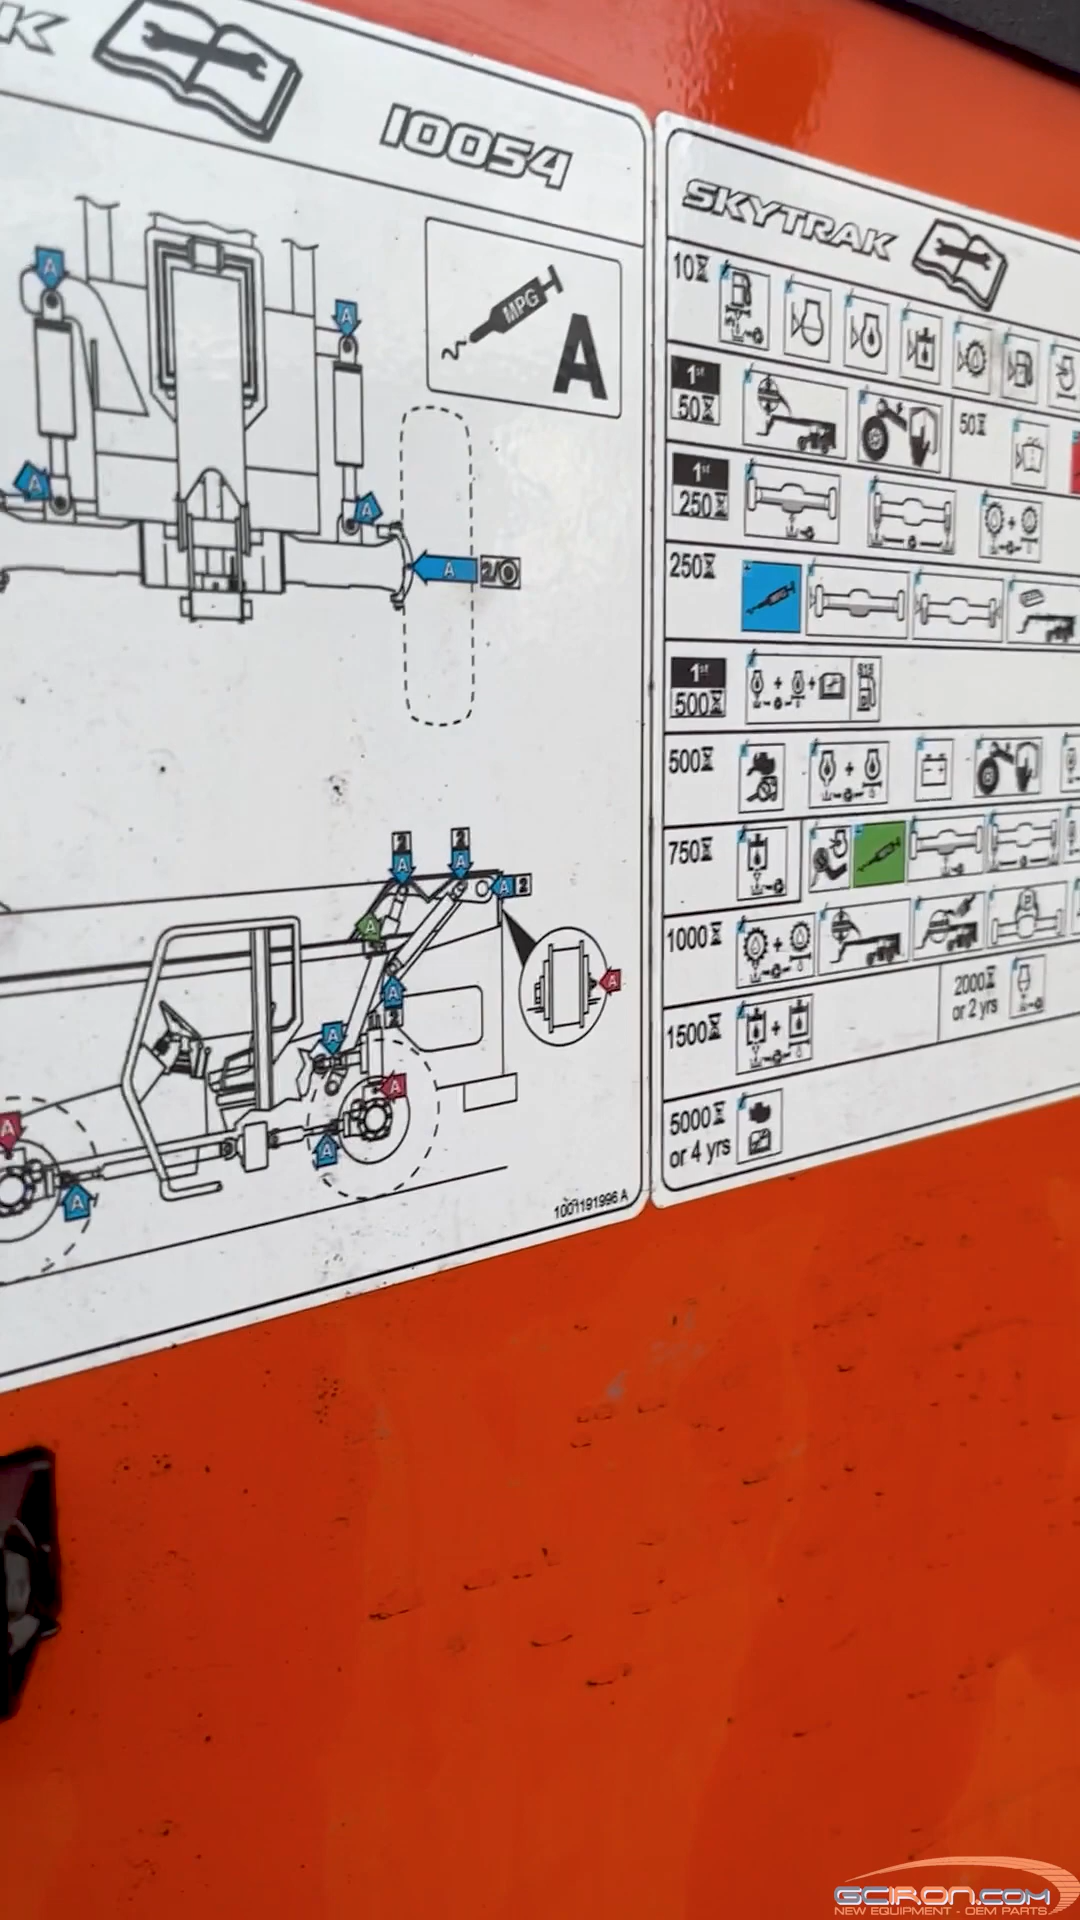 K
10054
MPG
A
A
A
A
A
A 2/
2
A
2
A
A 2
A
A
A
2
A
A
A
A
A
1001191996 A
SKYTRAK
10
1st
50
50
1st
250
250
MPG
1st
500
500
750
1000
2000
or 2 yrs
1500
5000
or 4 yrs
GCIRON.COM
NEW EQUIPMENT - OEM PARTS